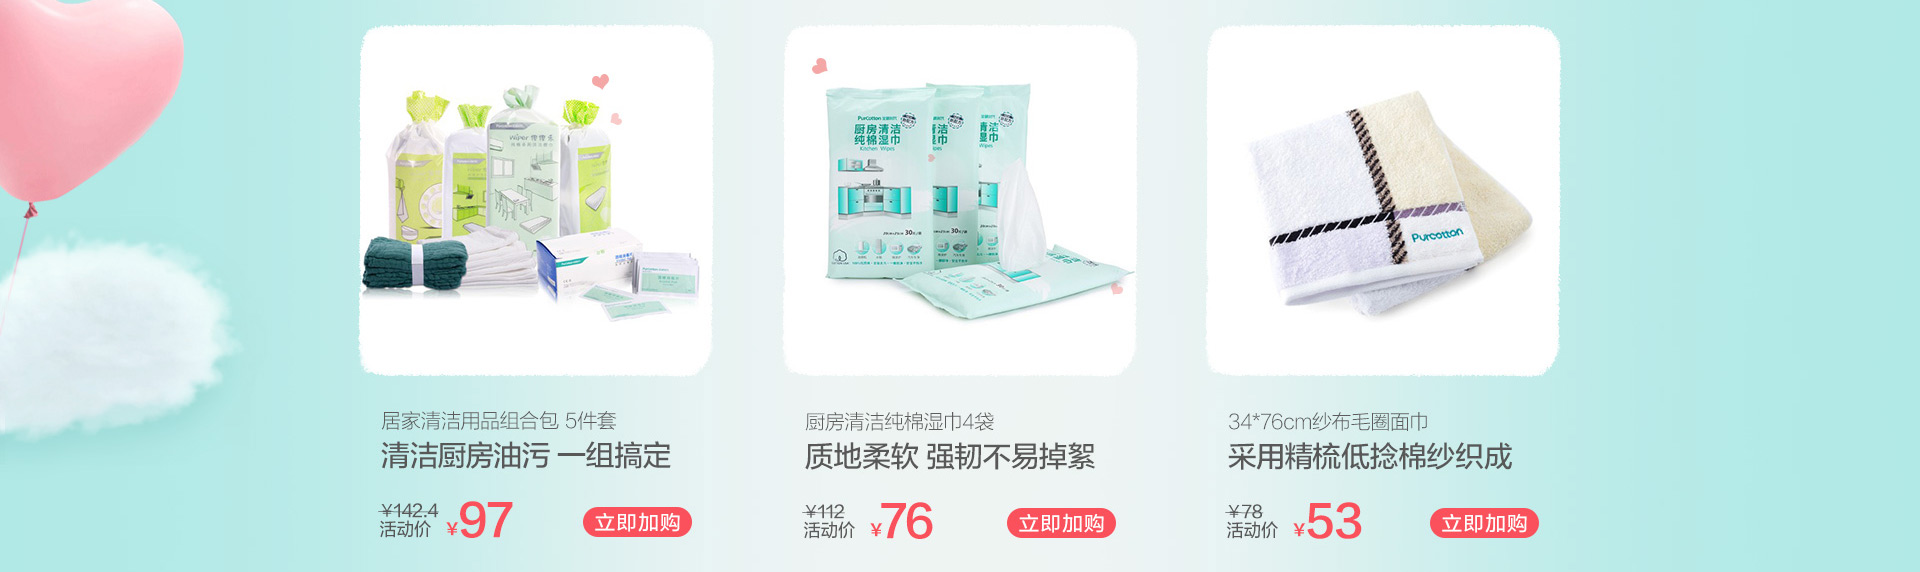 Wiper
PurCotton
厨房清洁
纯棉湿巾
Kitchen Wipes
30
30
Purcotton
居家清洁用品组合包 5件套
清洁厨房油污 一组搞定
¥142.4
活动价 ¥97
立即加购
厨房清洁纯棉湿巾4袋
质地柔软 强韧不易掉絮
¥112
活动价 ¥76
立即加购
34*76cm纱布毛圈面巾
采用精梳低捻棉纱织成
¥78
活动价 ¥53
立即加购